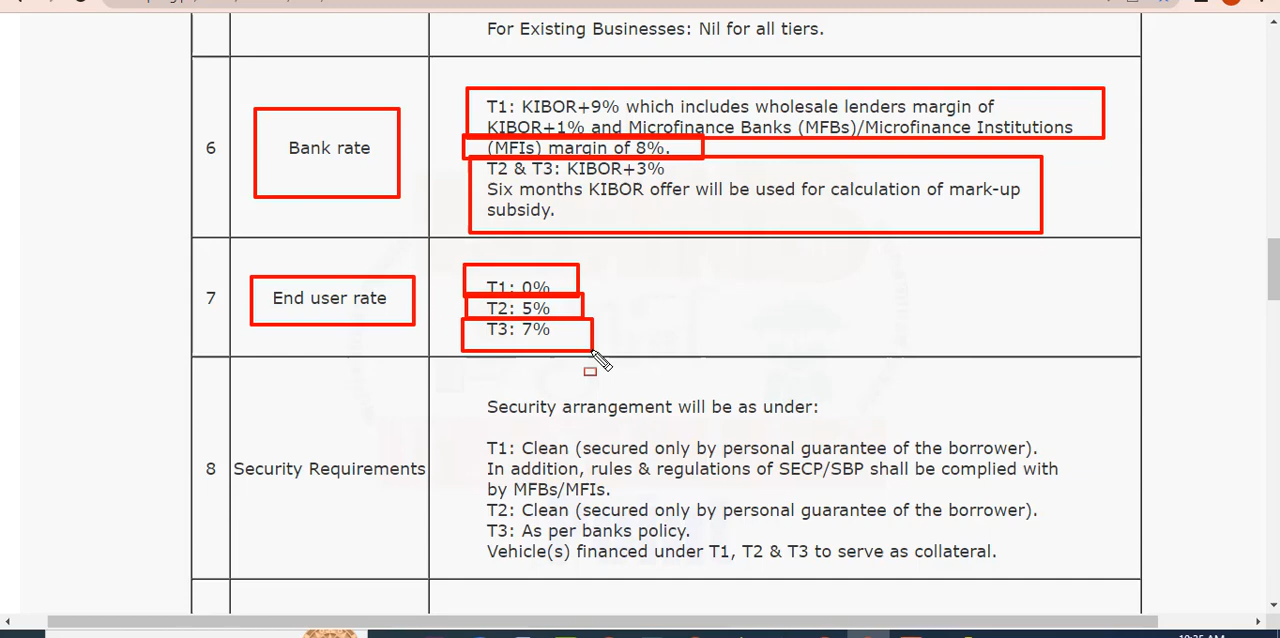 For Existing Businesses: Nil for all tiers.
6
Bank rate
T1: KIBOR+9% which includes wholesale lenders margin of
KIBOR+1% and Microfinance Banks (MFBs)/Microfinance Institutions
(MFIs) margin of 8%.
T2 & T3: KIBOR+3%
Six months KIBOR offer will be used for calculation of mark-up
subsidy.
7
End user rate
T1: 0%
T2: 5%
T3: 7%
8
Security Requirements
Security arrangement will be as under:
T1: Clean (secured only by personal guarantee of the borrower).
In addition, rules & regulations of SECP/SBP shall be complied with
by MFBs/MFIs.
T2: Clean (secured only by personal guarantee of the borrower).
T3: As per banks policy.
Vehicle(s) financed under T1, T2 & T3 to serve as collateral.